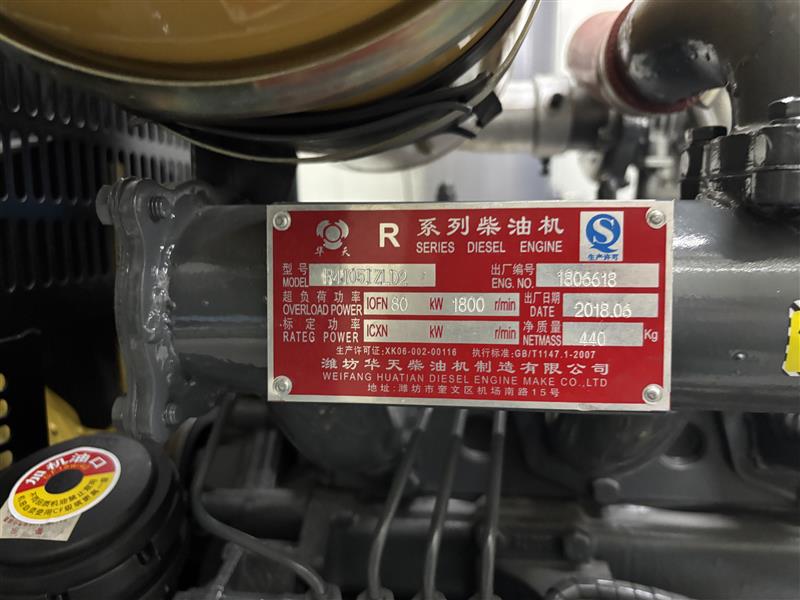 华天
R 系列柴油机
SERIES DIESEL ENGINE
生产许可
型号 MODEL R4105IZLD2
出厂编号 ENG. NO. 1806618
超负荷功率 OVERLOAD POWER IOFN 80 kW 1800 r/min
出厂日期 DATE 2018.06
标定功率 RATEG POWER ICXN kW r/min
净质量 NETMASS 440 Kg
生产许可证:XK06-002-00116 执行标准:GB/T1147.1-2007
潍坊华天柴油机制造有限公司
WEIFANG HUATIAN DIESEL ENGINE MAKE CO.,LTD
地址:潍坊市奎文区机场南路15号
加机油口